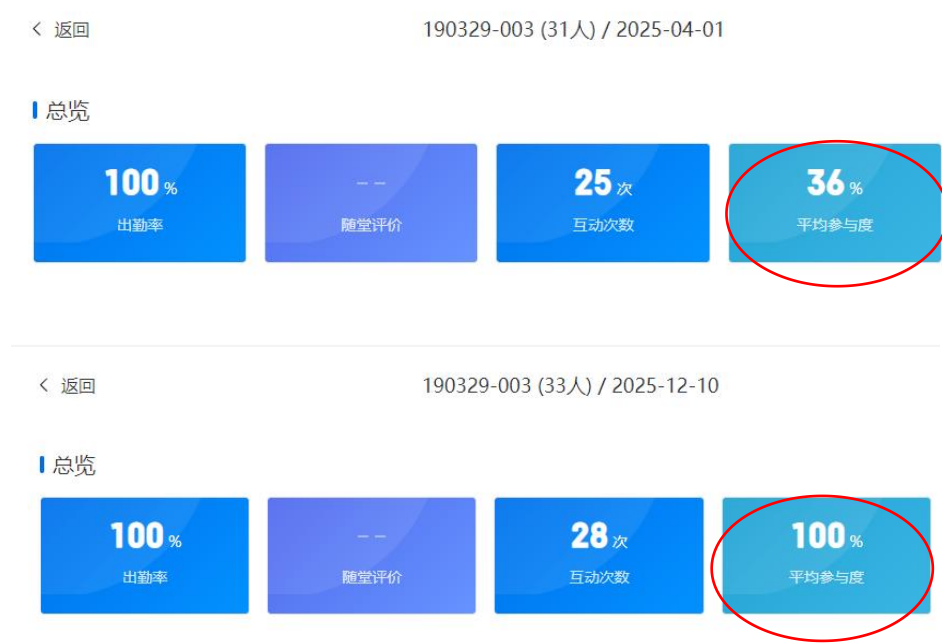 < 返回
190329-003 (31人) / 2025-04-01
总览
100 % -- 25 次 36 %
出勤率 随堂评价 互动次数 平均参与度
< 返回
190329-003 (33人) / 2025-12-10
总览
100 % -- 28 次 100 %
出勤率 随堂评价 互动次数 平均参与度